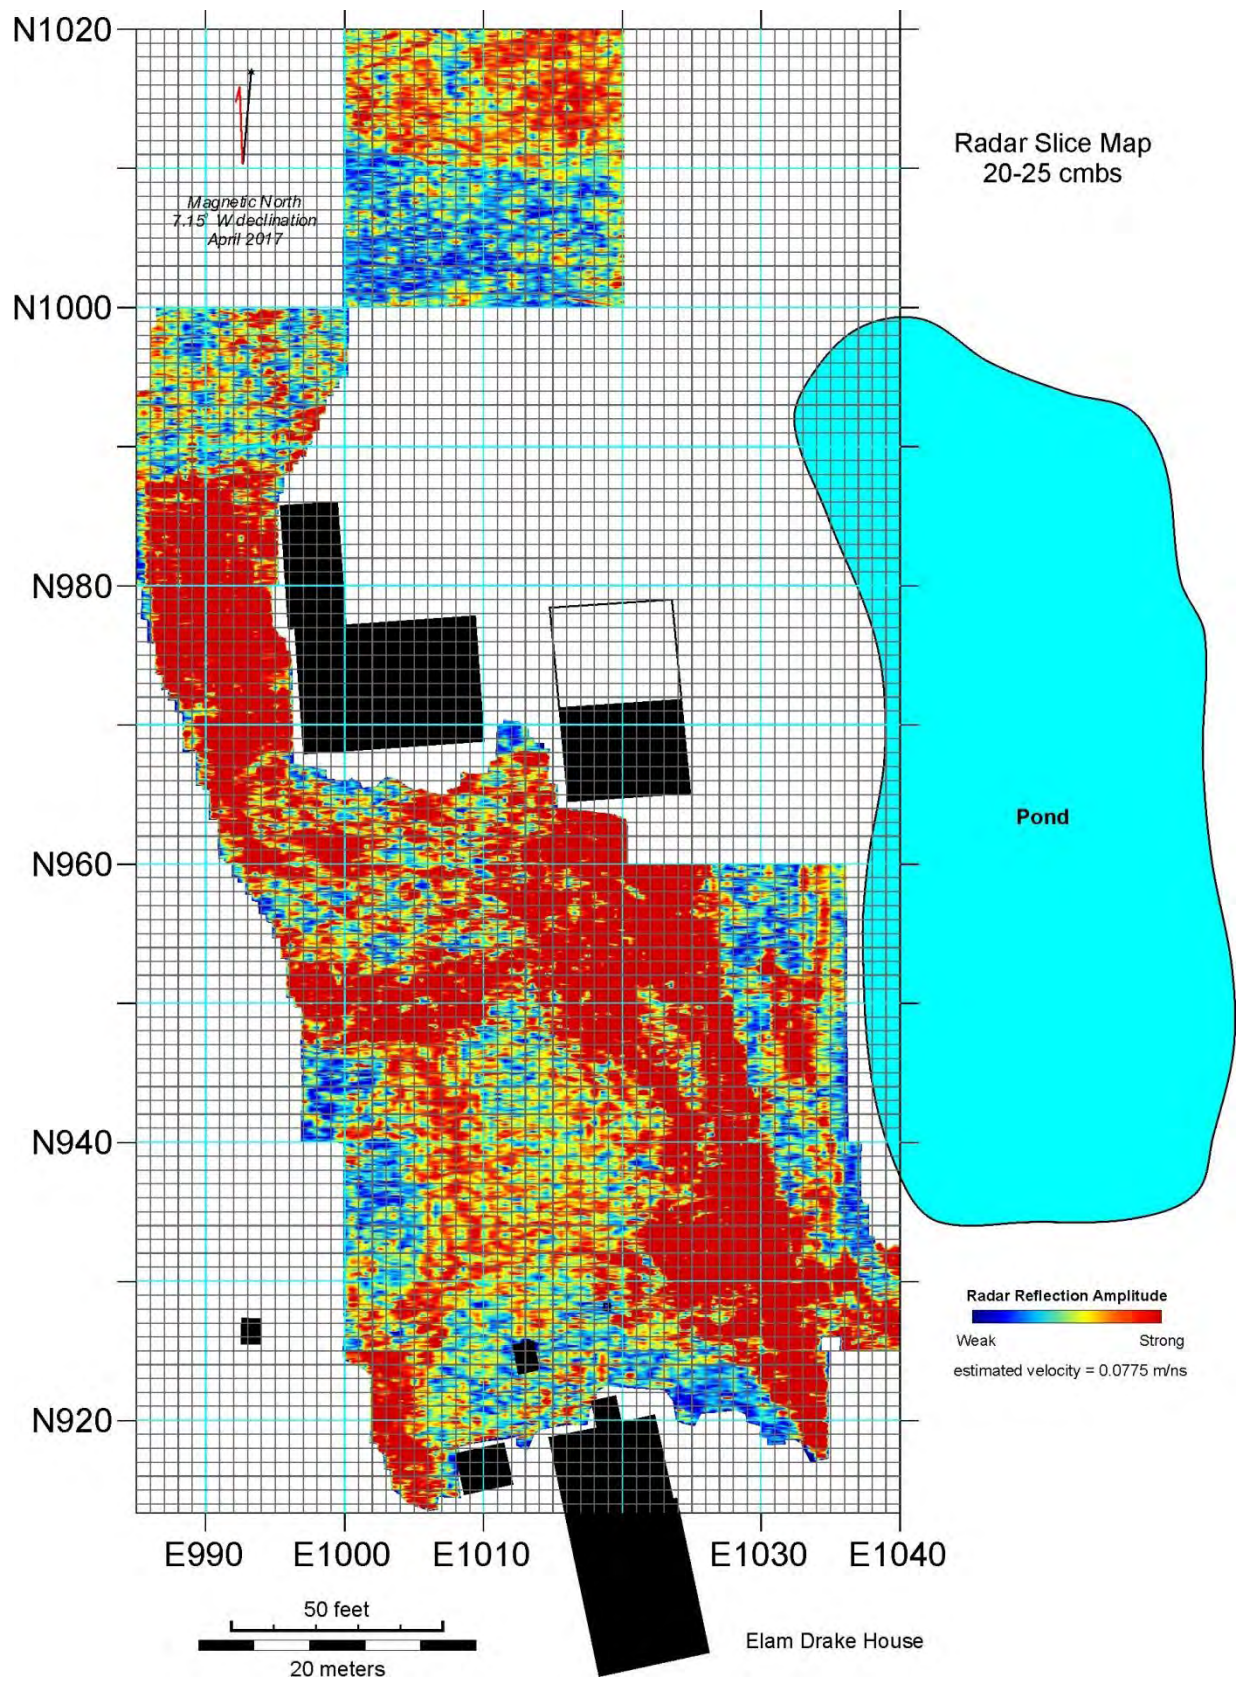 N1020
Radar Slice Map
20-25 cmbs
Magnetic North
7.15° W declination
April 2017
N1000
N980
Pond
N960
N940
Radar Reflection Amplitude
Weak Strong
estimated velocity = 0.0775 m/ns
N920
E990 E1000 E1010 E1030 E1040
50 feet
20 meters
Elam Drake House